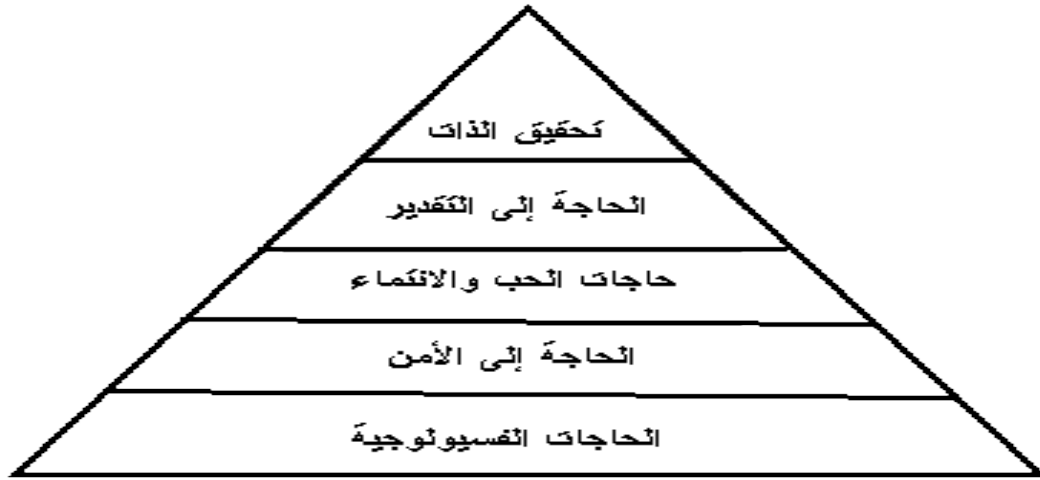 تحقيق الذات
الحاجة إلى التقدير
حاجات الحب والانتماء
الحاجة إلى الأمن
الحاجات الفسيولوجية